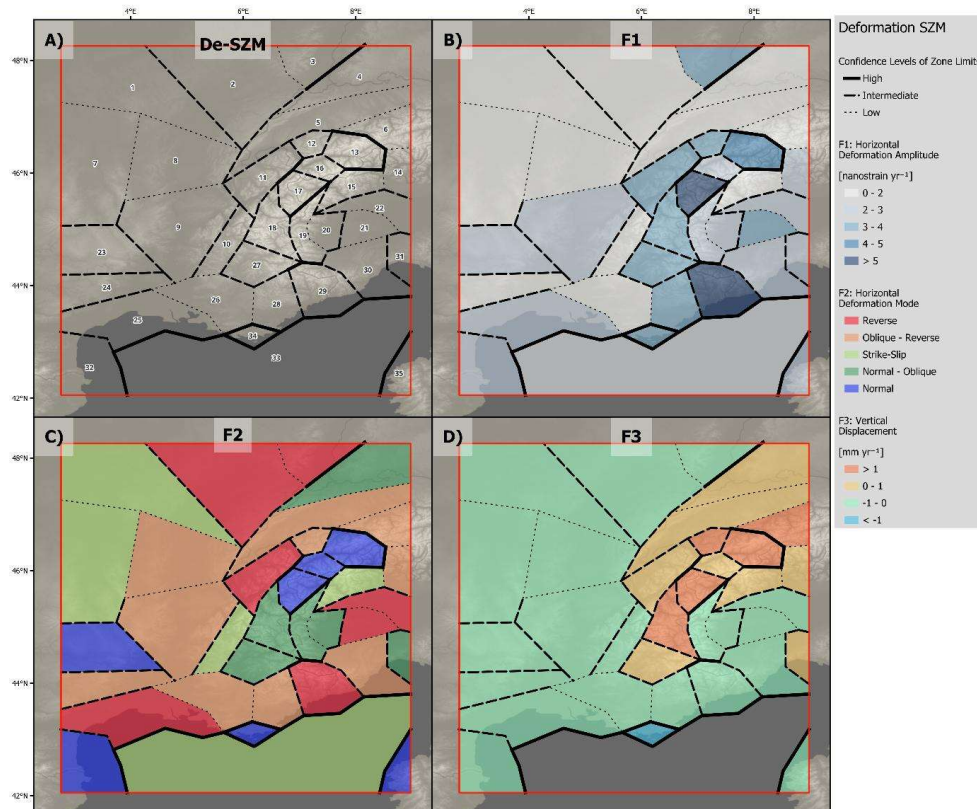 4°E 6°E 8°E 4°E 6°E 8°E
A) De-SZM
B) F1
48°N
46°N
44°N
42°N
1
2
3
4
5
6
7
8
9
10
11
12
13
14
15
16
17
18
19
20
21
22
23
24
25
26
27
28
29
30
31
32
33
34
35
C) F2
D) F3
48°N
46°N
44°N
42°N
Deformation SZM
Confidence Levels of Zone Limit
High
Intermediate
Low
F1: Horizontal
Deformation Amplitude
[nanostrain yr⁻¹]
0 - 2
2 - 3
3 - 4
4 - 5
> 5
F2: Horizontal
Deformation Mode
Reverse
Oblique - Reverse
Strike-Slip
Normal - Oblique
Normal
F3: Vertical
Displacement
[mm yr⁻¹]
> 1
0 - 1
-1 - 0
< -1